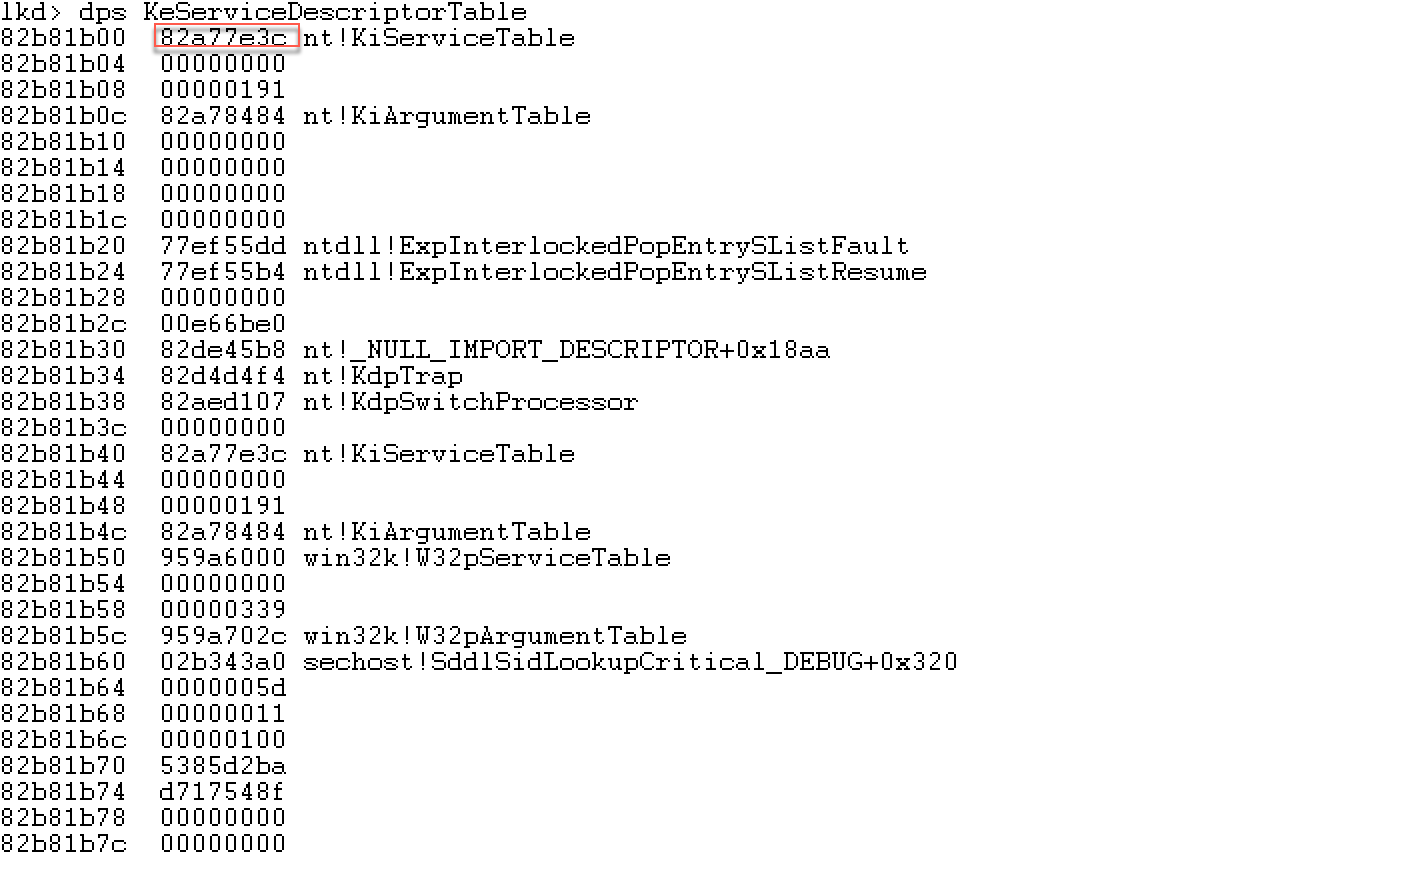 lkd> dps KeServiceDescriptorTable
82b81b00  82a77e3c nt!KiServiceTable
82b81b04  00000000
82b81b08  00000191
82b81b0c  82a78484 nt!KiArgumentTable
82b81b10  00000000
82b81b14  00000000
82b81b18  00000000
82b81b1c  00000000
82b81b20  77ef55dd ntdll!ExpInterlockedPopEntrySListFault
82b81b24  77ef55b4 ntdll!ExpInterlockedPopEntrySListResume
82b81b28  00000000
82b81b2c  00e66be0
82b81b30  82de45b8 nt!_NULL_IMPORT_DESCRIPTOR+0x18aa
82b81b34  82d4d4f4 nt!KdpTrap
82b81b38  82aed107 nt!KdpSwitchProcessor
82b81b3c  00000000
82b81b40  82a77e3c nt!KiServiceTable
82b81b44  00000000
82b81b48  00000191
82b81b4c  82a78484 nt!KiArgumentTable
82b81b50  959a6000 win32k!W32pServiceTable
82b81b54  00000000
82b81b58  00000339
82b81b5c  959a702c win32k!W32pArgumentTable
82b81b60  02b343a0 sechost!SddlSidLookupCritical_DEBUG+0x320
82b81b64  0000005d
82b81b68  00000011
82b81b6c  00000100
82b81b70  5385d2ba
82b81b74  d717548f
82b81b78  00000000
82b81b7c  00000000